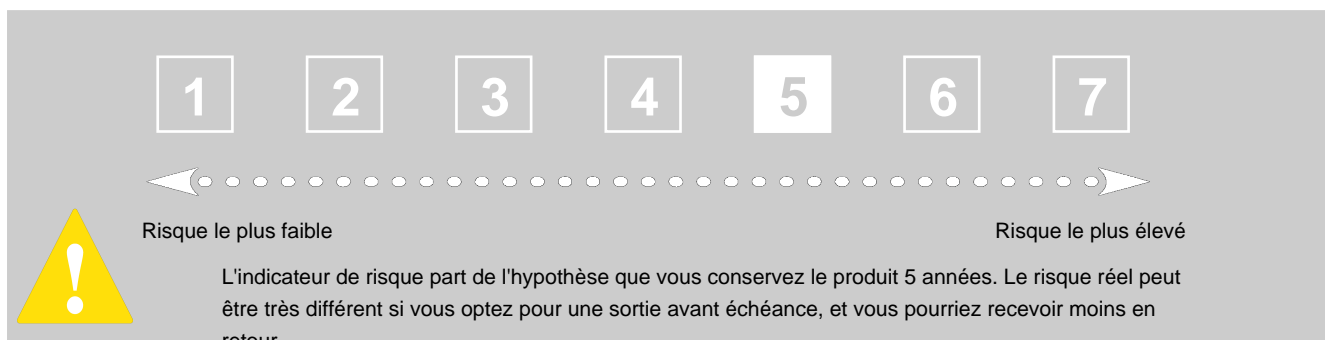 1 2 3 4 5 6 7
Risque le plus faible Risque le plus élevé
!
L'indicateur de risque part de l'hypothèse que vous conservez le produit 5 années. Le risque réel peut
être très différent si vous optez pour une sortie avant échéance, et vous pourriez recevoir moins en
retour